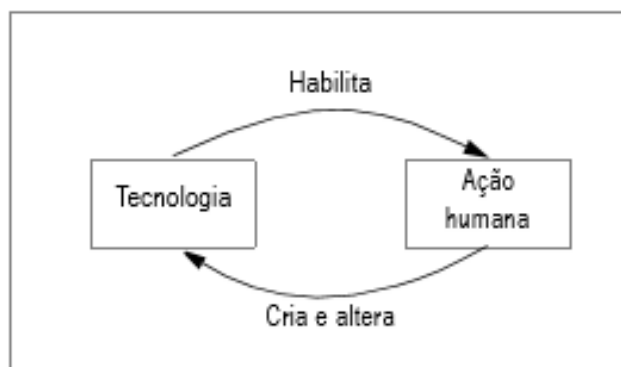 Habilita
Tecnologia
Ação
humana
Cria e altera